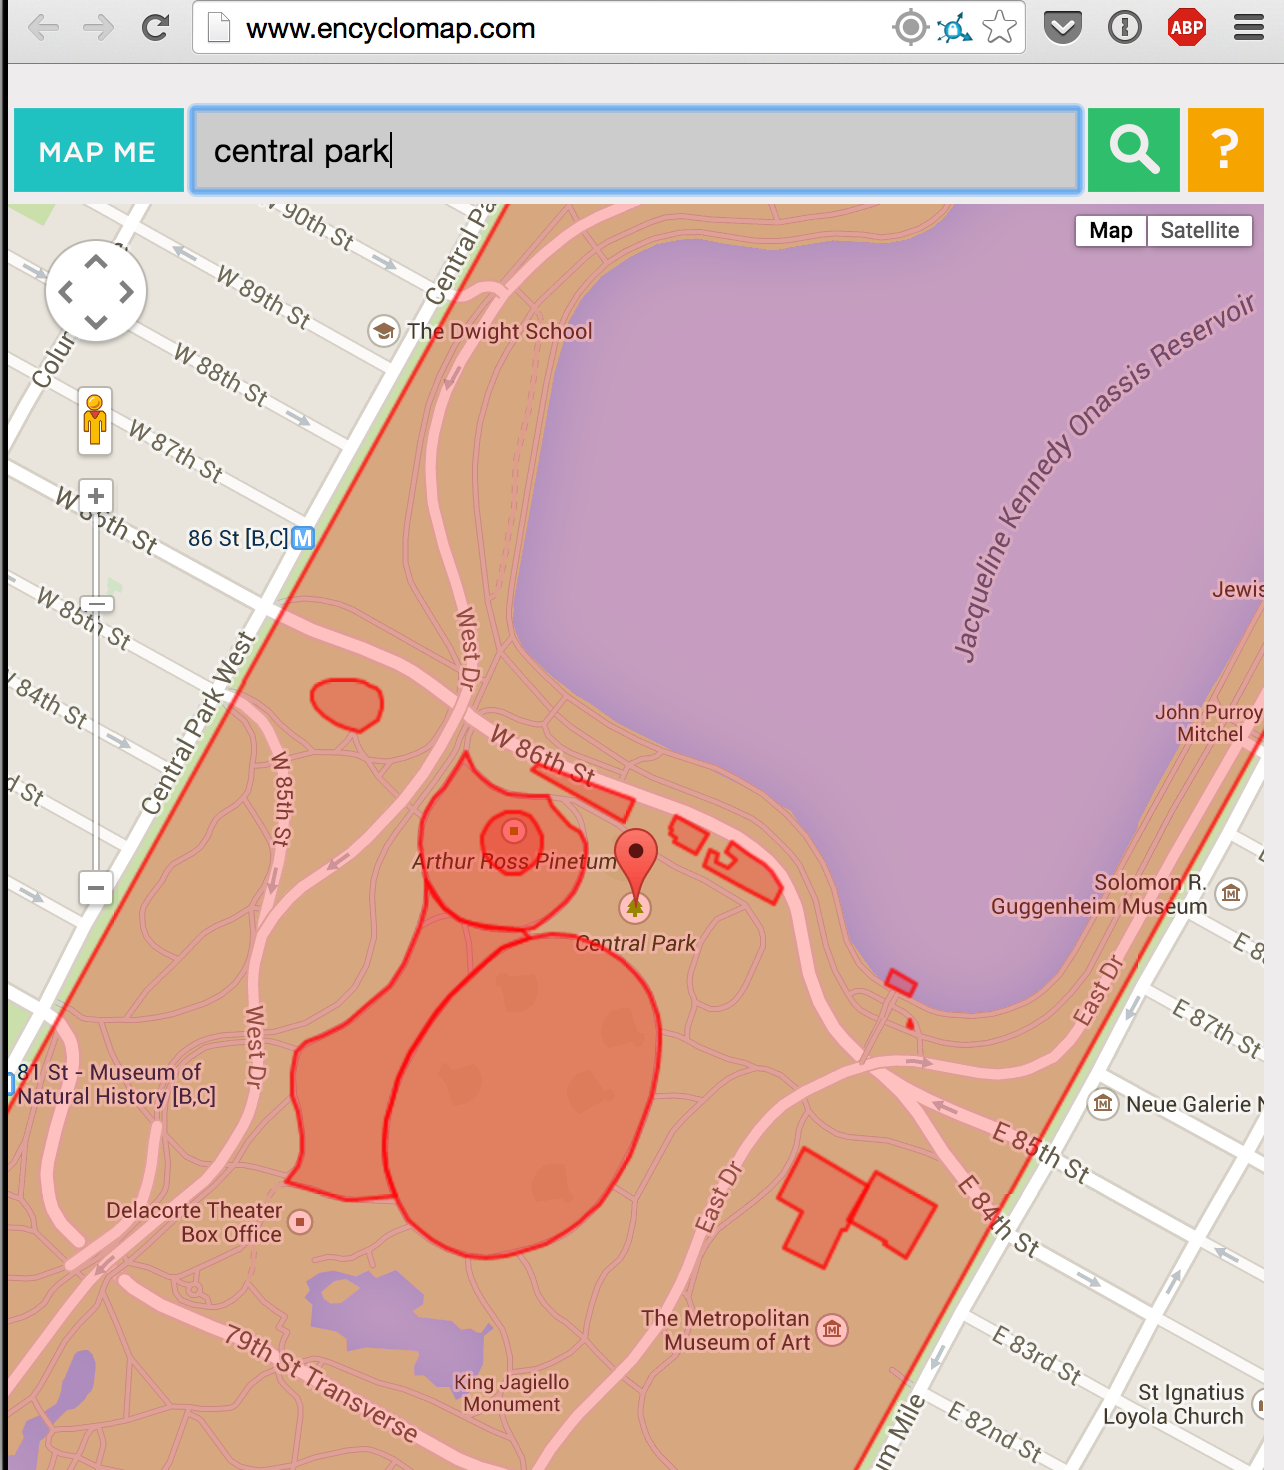 www.encyclomap.com
ABP
MAP ME
central park
?
Map
Satellite
W 90th St
Central Pa
W 89th St
The Dwight School
Colum
W 88th St
W 87th St
Jacqueline Kennedy Onassis Reservoir
W 86th St
86 St [B,C]
M
W 85th St
Jewis
West Dr
Central Park West
84th St
John Purroy
Mitchel
W 86th St
W 85th St
d St
Arthur Ross Pinetum
Solomon R.
Guggenheim Museum
Central Park
E 8
East Dr
E 87th St
West Dr
81 St - Museum of
Natural History [B,C]
Neue Galerie N
E 85th St
East Dr
E 84th St
Delacorte Theater
Box Office
The Metropolitan
Museum of Art
79th St Transverse
E 83rd St
King Jagiello
Monument
St Ignatius
Loyola Church
E 82nd St
um Mile